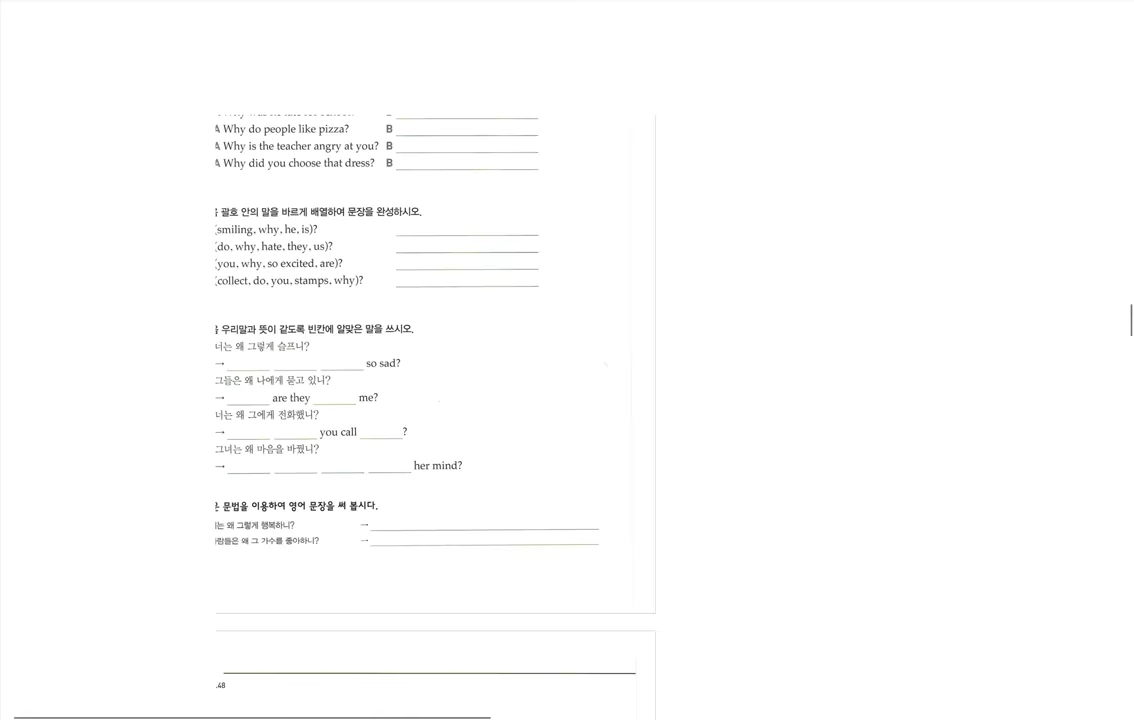 A Why do people like pizza? B
A Why is the teacher angry at you? B
A Why did you choose that dress? B
괄호 안의 말을 바르게 배열하여 문장을 완성하시오.
(smiling, why, he, is)?
(do, why, hate, they, us)?
(you, why, so excited, are)?
(collect, do, you, stamps, why)?
우리말과 뜻이 같도록 빈칸에 알맞은 말을 쓰시오.
너는 왜 그렇게 슬프니?
→ so sad?
그들은 왜 나에게 묻고 있니?
→ are they me?
너는 왜 그에게 전화했니?
→ you call ?
그녀는 왜 마음을 바꿨니?
→ her mind?
문법을 이용하여 영어 문장을 써 봅시다.
왜 그렇게 행복하니? →
왜 그 가수를 좋아하니? →
48